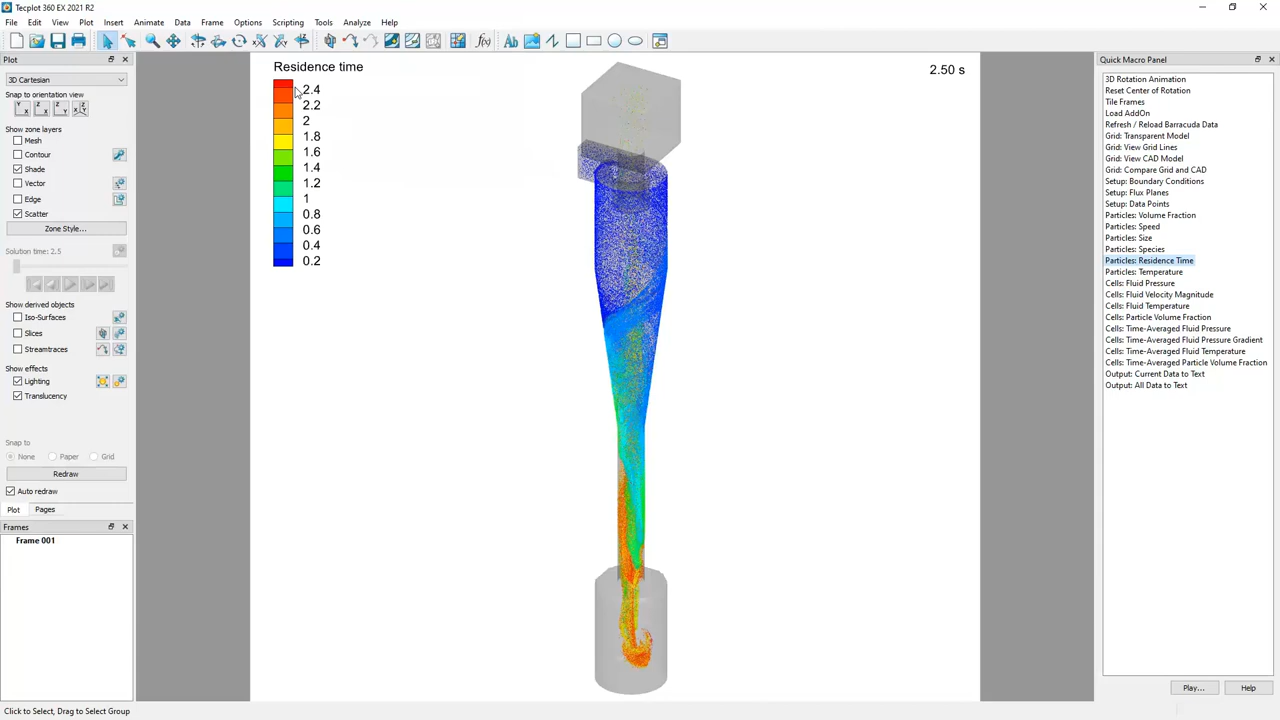 Tecplot 360 EX 2021 R2
File Edit View Plot Insert Animate Data Frame Options Scripting Tools Analyze Help
Plot
3D Cartesian
Snap to orientation view
Show zone layers
Mesh
Contour
Shade
Vector
Edge
Scatter
Zone Style...
Solution time: 2.5
Show derived objects
Iso-Surfaces
Slices
Streamtraces
Show effects
Lighting
Translucency
Snap to
None Paper Grid
Redraw
Auto redraw
Plot Pages
Frames
Frame 001
Residence time
2.4
2.2
2
1.8
1.6
1.4
1.2
1
0.8
0.6
0.4
0.2
2.50 s
Quick Macro Panel
3D Rotation Animation
Reset Center of Rotation
Tile Frames
Load AddOn
Refresh / Reload Barracuda Data
Grid: Transparent Model
Grid: View Grid Lines
Grid: View CAD Model
Grid: Compare Grid and CAD
Setup: Boundary Conditions
Setup: Flux Planes
Setup: Data Points
Particles: Volume Fraction
Particles: Speed
Particles: Size
Particles: Species
Particles: Residence Time
Particles: Temperature
Cells: Fluid Pressure
Cells: Fluid Velocity Magnitude
Cells: Fluid Temperature
Cells: Particle Volume Fraction
Cells: Time-Averaged Fluid Pressure
Cells: Time-Averaged Fluid Pressure Gradient
Cells: Time-Averaged Fluid Temperature
Cells: Time-Averaged Particle Volume Fraction
Output: Current Data to Text
Output: All Data to Text
Play... Help
Click to Select, Drag to Select Group